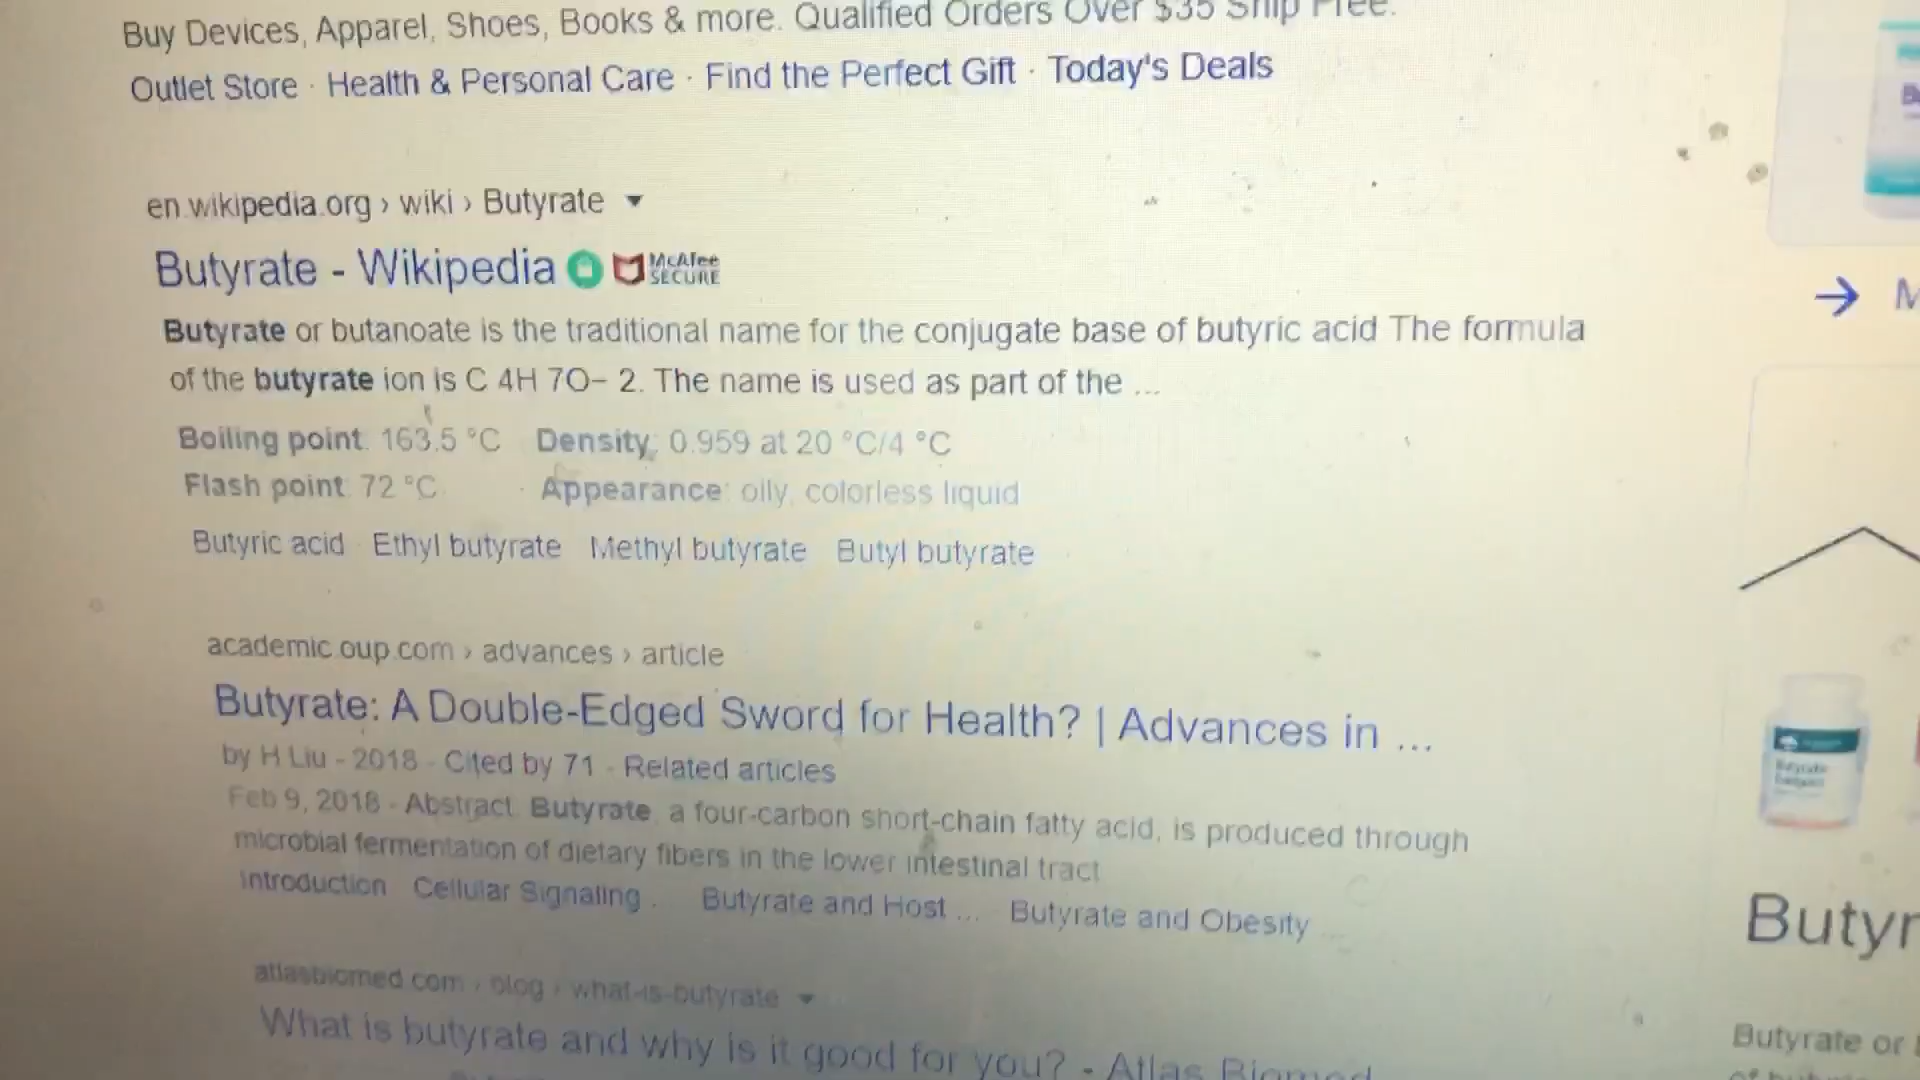 Buy Devices, Apparel, Shoes, Books & more. Qualified Orders Over $35 Ship Free.
Outlet Store · Health & Personal Care · Find the Perfect Gift · Today's Deals
en.wikipedia.org › wiki › Butyrate
Butyrate - Wikipedia McAfee SECURE
Butyrate or butanoate is the traditional name for the conjugate base of butyric acid The formula
of the butyrate ion is C 4H 7O- 2. The name is used as part of the ...
Boiling point: 163.5 °C Density: 0.959 at 20 °C/4 °C
Flash point: 72 °C Appearance: oily, colorless liquid
Butyric acid · Ethyl butyrate Methyl butyrate Butyl butyrate
academic.oup.com › advances › article
Butyrate: A Double-Edged Sword for Health? | Advances in ...
by H Liu - 2018 - Cited by 71 - Related articles
Feb 9, 2018 - Abstract. Butyrate, a four-carbon short-chain fatty acid, is produced through
microbial fermentation of dietary fibers in the lower intestinal tract
Introduction Cellular Signaling . Butyrate and Host ... Butyrate and Obesity
atlasbiomed.com › blog › what-is-butyrate
What is butyrate and why is it good for you? - Atlas Biomed
Butyr
Butyrate or